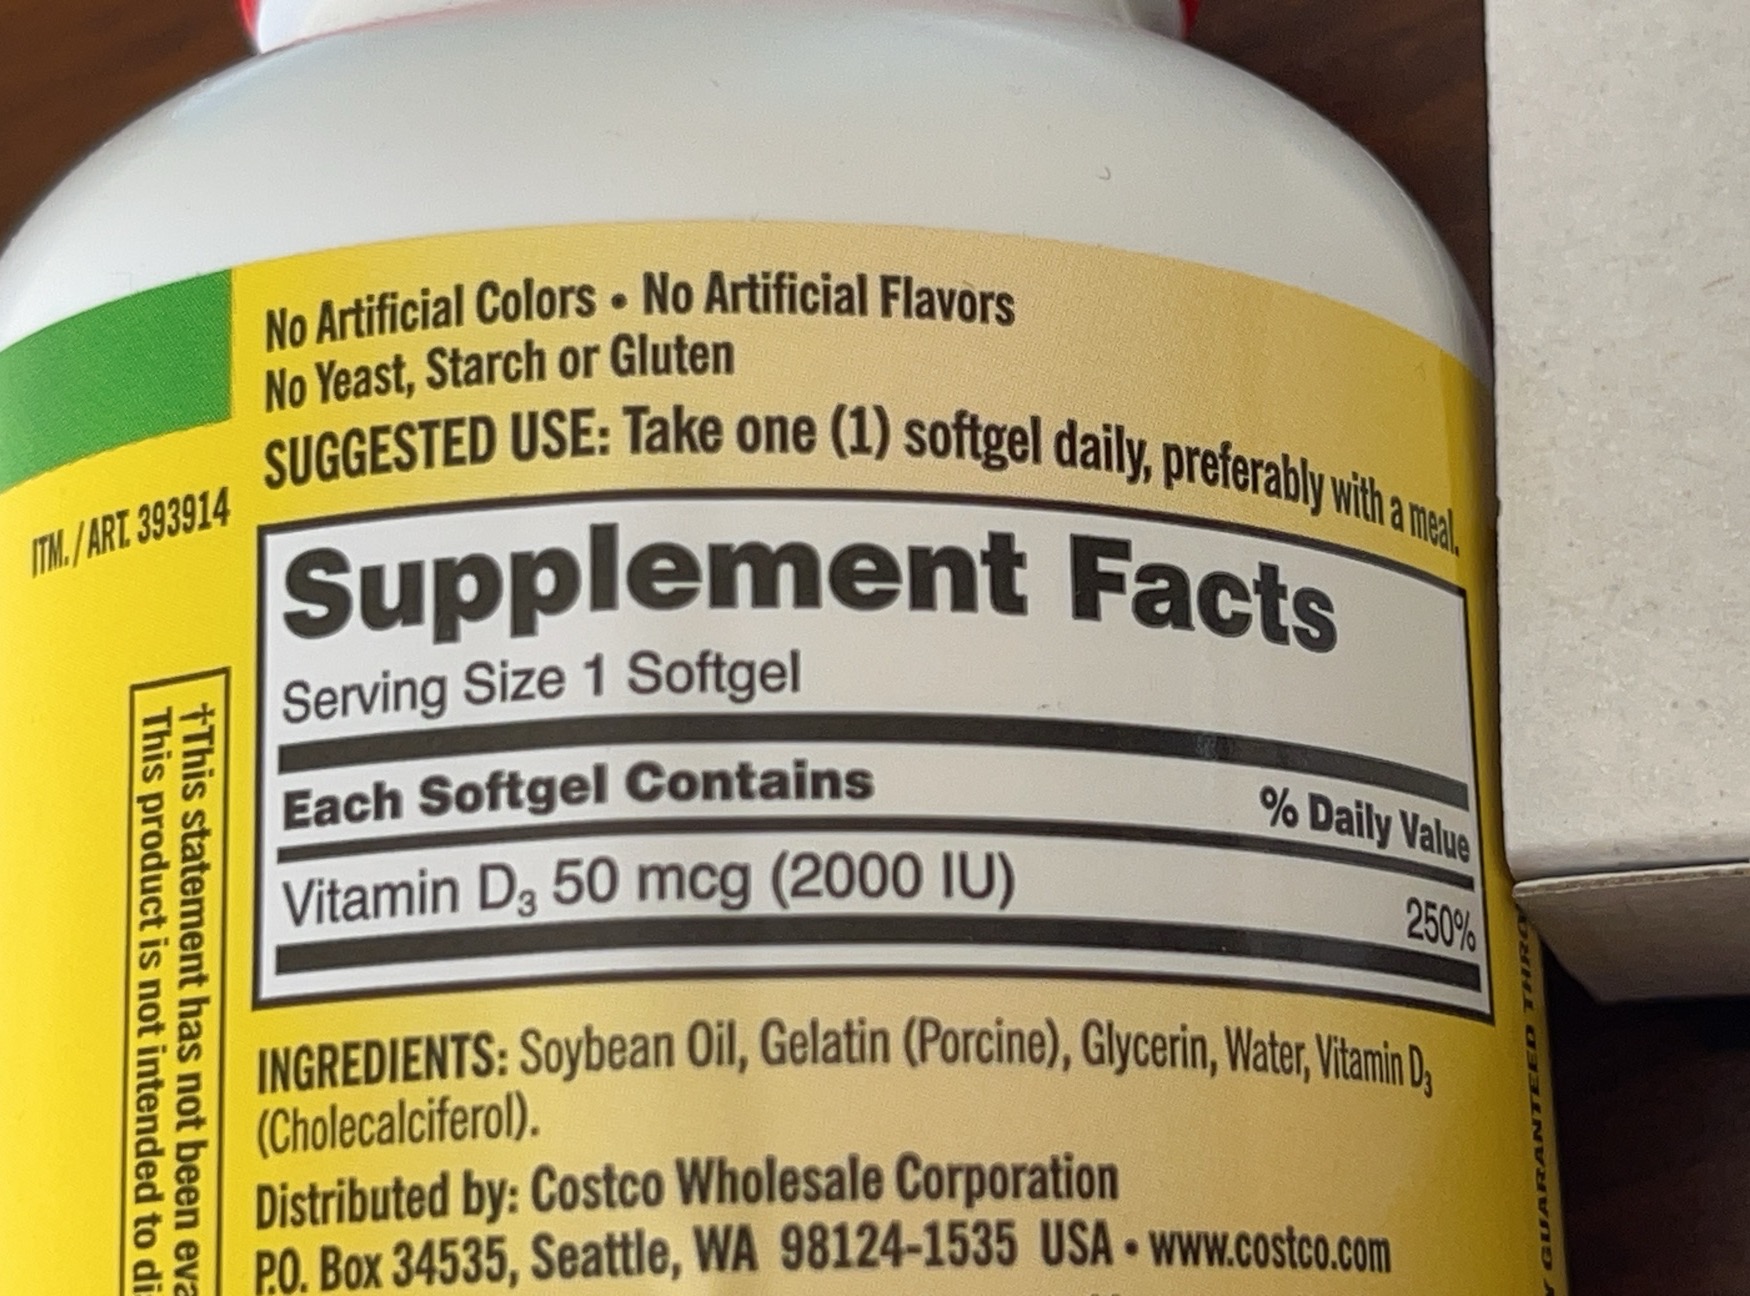 No Artificial Colors • No Artificial Flavors
No Yeast, Starch or Gluten
SUGGESTED USE: Take one (1) softgel daily, preferably with a meal.
ITM. / ART. 393914
Supplement Facts
Serving Size 1 Softgel
Each Softgel Contains % Daily Value
Vitamin D₃ 50 mcg (2000 IU) 250%
INGREDIENTS: Soybean Oil, Gelatin (Porcine), Glycerin, Water, Vitamin D₃
(Cholecalciferol).
Distributed by: Costco Wholesale Corporation
P.O. Box 34535, Seattle, WA 98124-1535 USA • www.costco.com
†This statement has not been eva
This product is not intended to di
GUARANTEED